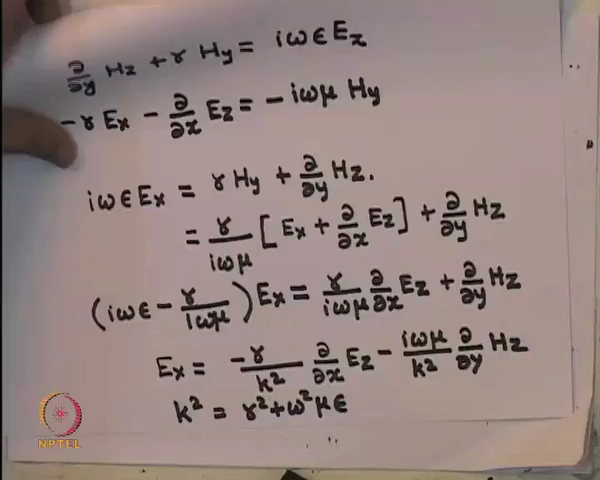 ∂/∂y Hz + γ Hy = iωϵ Ez
-γ Ex - ∂/∂x Ez = - iωμ Hy
iωϵ Ex = γ Hy + ∂/∂y Hz.
= γ/iωμ [ Ex + ∂/∂x Ez ] + ∂/∂y Hz
(iωϵ - γ/iωμ) Ex = γ/iωμ ∂/∂x Ez + ∂/∂y Hz
Ex = -γ/k² ∂/∂x Ez - iωμ/k² ∂/∂y Hz
k² = γ² + ω²μϵ
NPTEL